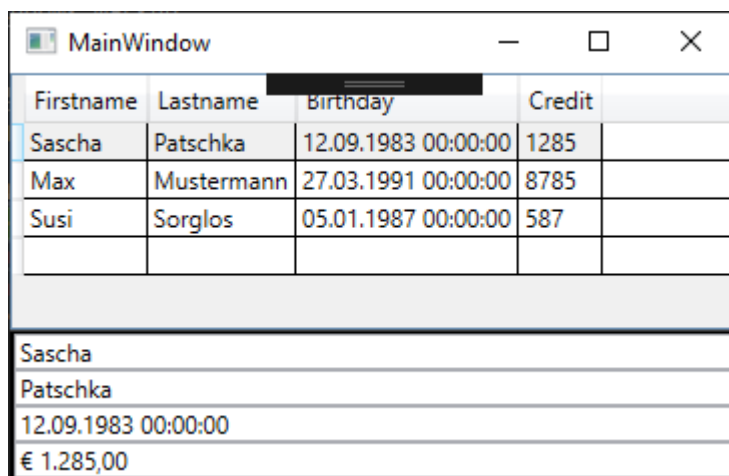 MainWindow
Firstname Lastname Birthday Credit
Sascha Patschka 12.09.1983 00:00:00 1285
Max Mustermann 27.03.1991 00:00:00 8785
Susi Sorglos 05.01.1987 00:00:00 587
Sascha
Patschka
12.09.1983 00:00:00
€ 1.285,00